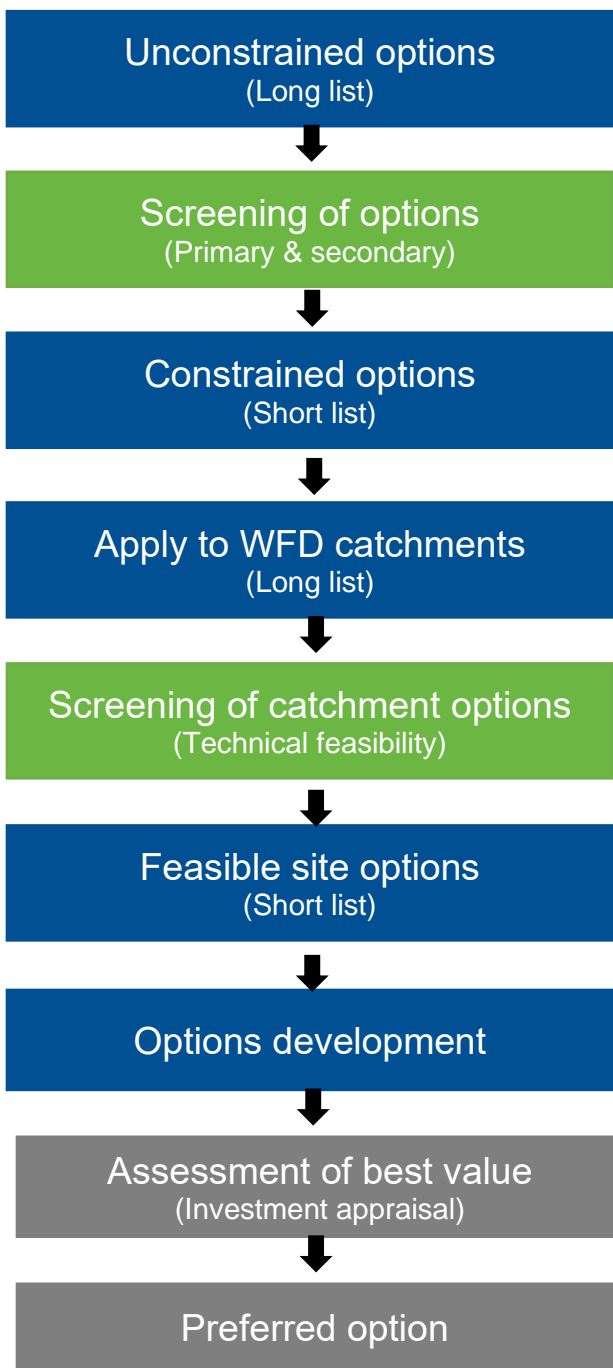 Unconstrained options
(Long list)
Screening of options
(Primary & secondary)
Constrained options
(Short list)
Apply to WFD catchments
(Long list)
Screening of catchment options
(Technical feasibility)
Feasible site options
(Short list)
Options development
Assessment of best value
(Investment appraisal)
Preferred option